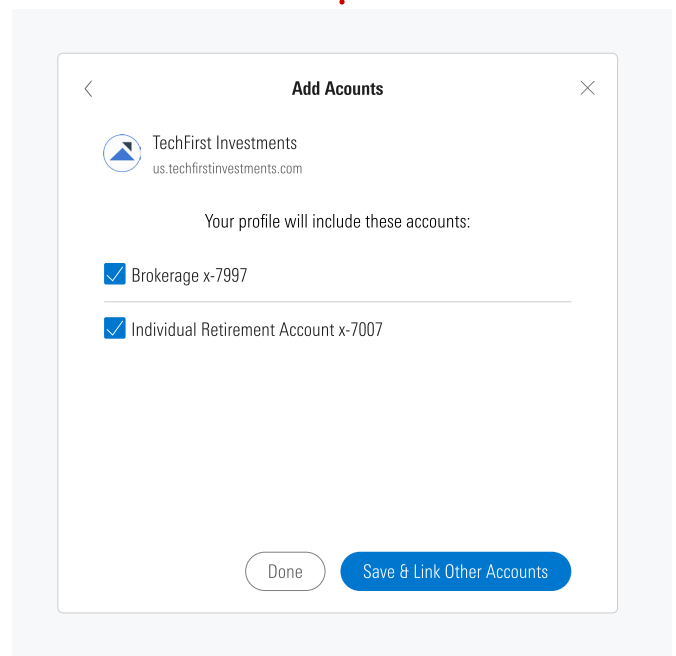 Add Acounts
TechFirst Investments
us.techfirstinvestments.com
Your profile will include these accounts:
Brokerage x-7997
Individual Retirement Account x-7007
Done
Save & Link Other Accounts